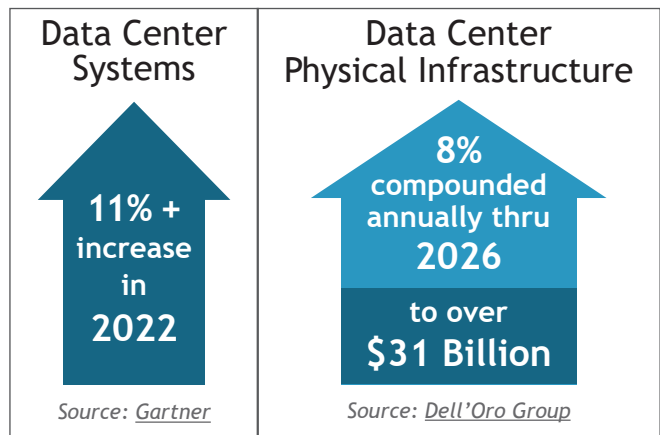 Data Center
Systems
11% +
increase
in
2022
Source: Gartner
Data Center
Physical Infrastructure
8%
compounded
annually thru
2026
to over
$31 Billion
Source: Dell’Oro Group